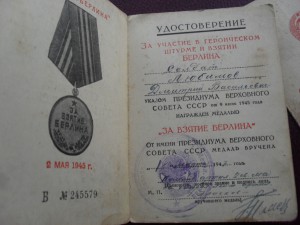 БЕРЛИНА"
ЗА
ВЗЯТИЕ
БЕРЛИНА
2 МАЯ 1945 г.
В № 245579
УДОСТОВЕРЕНИЕ
ЗА УЧАСТИЕ В ГЕРОИЧЕСКОМ
ШТУРМЕ И ВЗЯТИИ
БЕРЛИНА
солдат
Любимов
УКАЗОМ ПРЕЗИДИУМА ВЕРХОВНОГО
СОВЕТА СССР от 9 июня 1945 года
НАГРАЖДЕН МЕДАЛЬЮ
„ЗА ВЗЯТИЕ БЕРЛИНА"
ОТ ИМЕНИ ПРЕЗИДИУМА ВЕРХОВНОГО
СОВЕТА СССР МЕДАЛЬ ВРУЧЕНА
М. П.